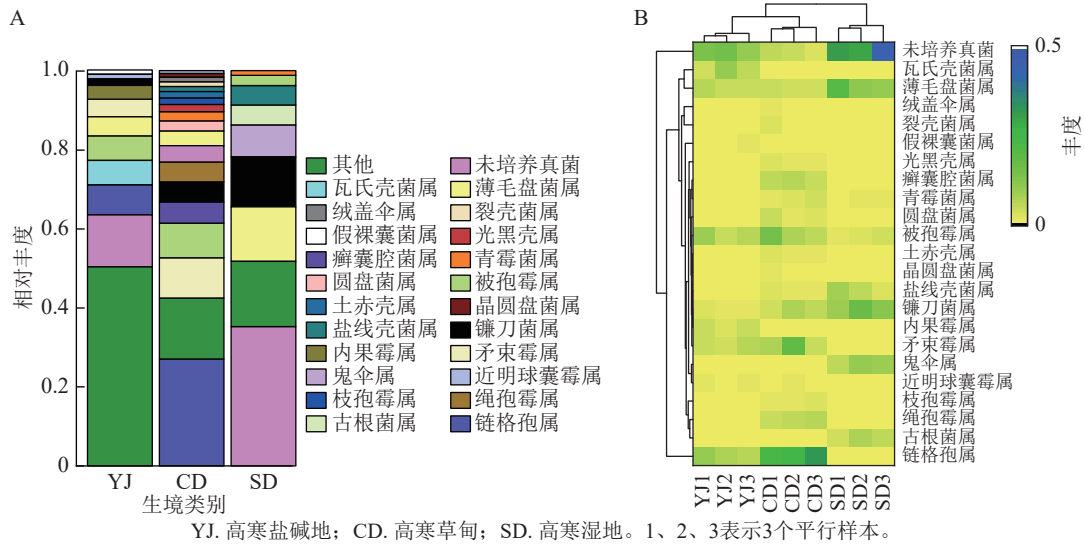 A
1.0
0.8
0.6
0.4
0.2
0
相对丰度
YJ
CD
SD
生境类别
其他
未培养真菌
瓦氏壳菌属
薄毛盘菌属
绒盖伞属
裂壳菌属
假裸囊菌属
光黑壳属
癣囊腔菌属
青霉菌属
圆盘菌属
被孢霉属
土赤壳属
晶圆盘菌属
盐线壳菌属
镰刀菌属
内果霉属
矛束霉属
鬼伞属
近明球囊霉属
枝孢霉属
绳孢霉属
古根菌属
链格孢属
B
未培养真菌
瓦氏壳菌属
薄毛盘菌属
绒盖伞属
裂壳菌属
假裸囊菌属
光黑壳属
癣囊腔菌属
青霉菌属
圆盘菌属
被孢霉属
土赤壳属
晶圆盘菌属
盐线壳菌属
镰刀菌属
内果霉属
矛束霉属
鬼伞属
近明球囊霉属
枝孢霉属
绳孢霉属
古根菌属
链格孢属
YJ1
YJ2
YJ3
CD1
CD2
CD3
SD1
SD2
SD3
0.5
0
丰度
YJ. 高寒盐碱地；CD. 高寒草甸；SD. 高寒湿地。1、2、3表示3个平行样本。